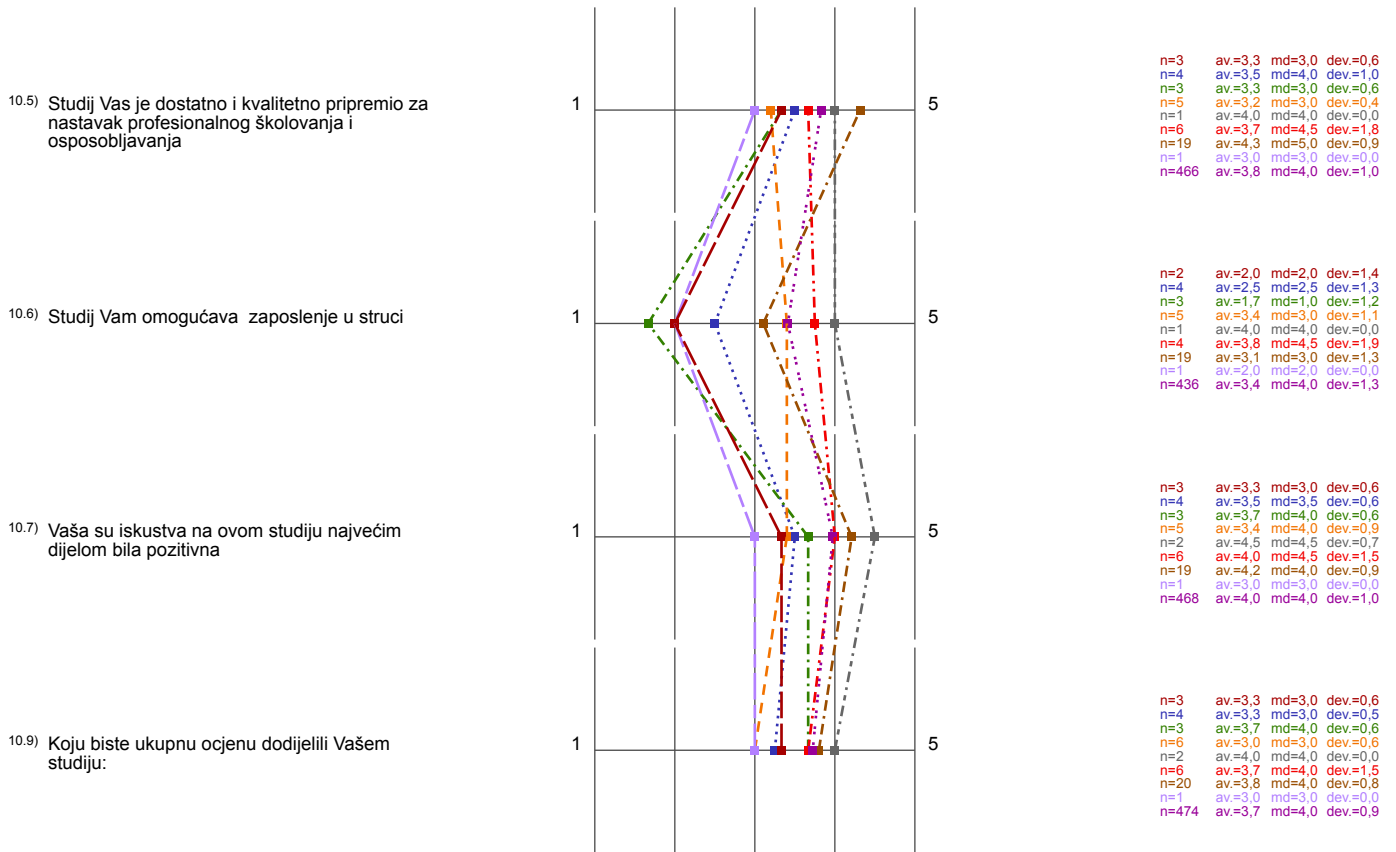 10.5) Studij Vas je dostatno i kvalitetno pripremio za
nastavak profesionalnog školovanja i
osposobljavanja
1
5
n=3 av.=3,3 md=3,0 dev.=0,6
n=4 av.=3,5 md=4,0 dev.=1,0
n=3 av.=3,3 md=3,0 dev.=0,6
n=5 av.=3,2 md=3,0 dev.=0,4
n=1 av.=4,0 md=4,0 dev.=0,0
n=6 av.=3,7 md=4,5 dev.=1,8
n=19 av.=4,3 md=5,0 dev.=0,9
n=1 av.=3,0 md=3,0 dev.=0,0
n=466 av.=3,8 md=4,0 dev.=1,0
10.6) Studij Vam omogućava zaposlenje u struci
1
5
n=2 av.=2,0 md=2,0 dev.=1,4
n=4 av.=2,5 md=2,5 dev.=1,3
n=3 av.=1,7 md=1,0 dev.=1,2
n=5 av.=3,4 md=3,0 dev.=1,1
n=1 av.=4,0 md=4,0 dev.=0,0
n=4 av.=3,8 md=4,5 dev.=1,9
n=19 av.=3,1 md=3,0 dev.=1,3
n=1 av.=2,0 md=2,0 dev.=0,0
n=436 av.=3,4 md=4,0 dev.=1,3
10.7) Vaša su iskustva na ovom studiju najvećim
dijelom bila pozitivna
1
5
n=3 av.=3,3 md=3,0 dev.=0,6
n=4 av.=3,5 md=3,5 dev.=0,6
n=3 av.=3,7 md=4,0 dev.=0,6
n=5 av.=3,4 md=4,0 dev.=0,9
n=2 av.=4,5 md=4,5 dev.=0,7
n=6 av.=4,0 md=4,5 dev.=1,5
n=19 av.=4,2 md=4,0 dev.=0,9
n=1 av.=3,0 md=3,0 dev.=0,0
n=468 av.=4,0 md=4,0 dev.=1,0
10.9) Koju biste ukupnu ocjenu dodijelili Vašem
studiju:
1
5
n=3 av.=3,3 md=3,0 dev.=0,6
n=4 av.=3,3 md=3,0 dev.=0,5
n=3 av.=3,7 md=4,0 dev.=0,6
n=6 av.=3,0 md=3,0 dev.=0,6
n=2 av.=4,0 md=4,0 dev.=0,0
n=6 av.=3,7 md=4,0 dev.=1,5
n=20 av.=3,8 md=4,0 dev.=0,8
n=1 av.=3,0 md=3,0 dev.=0,0
n=474 av.=3,7 md=4,0 dev.=0,9